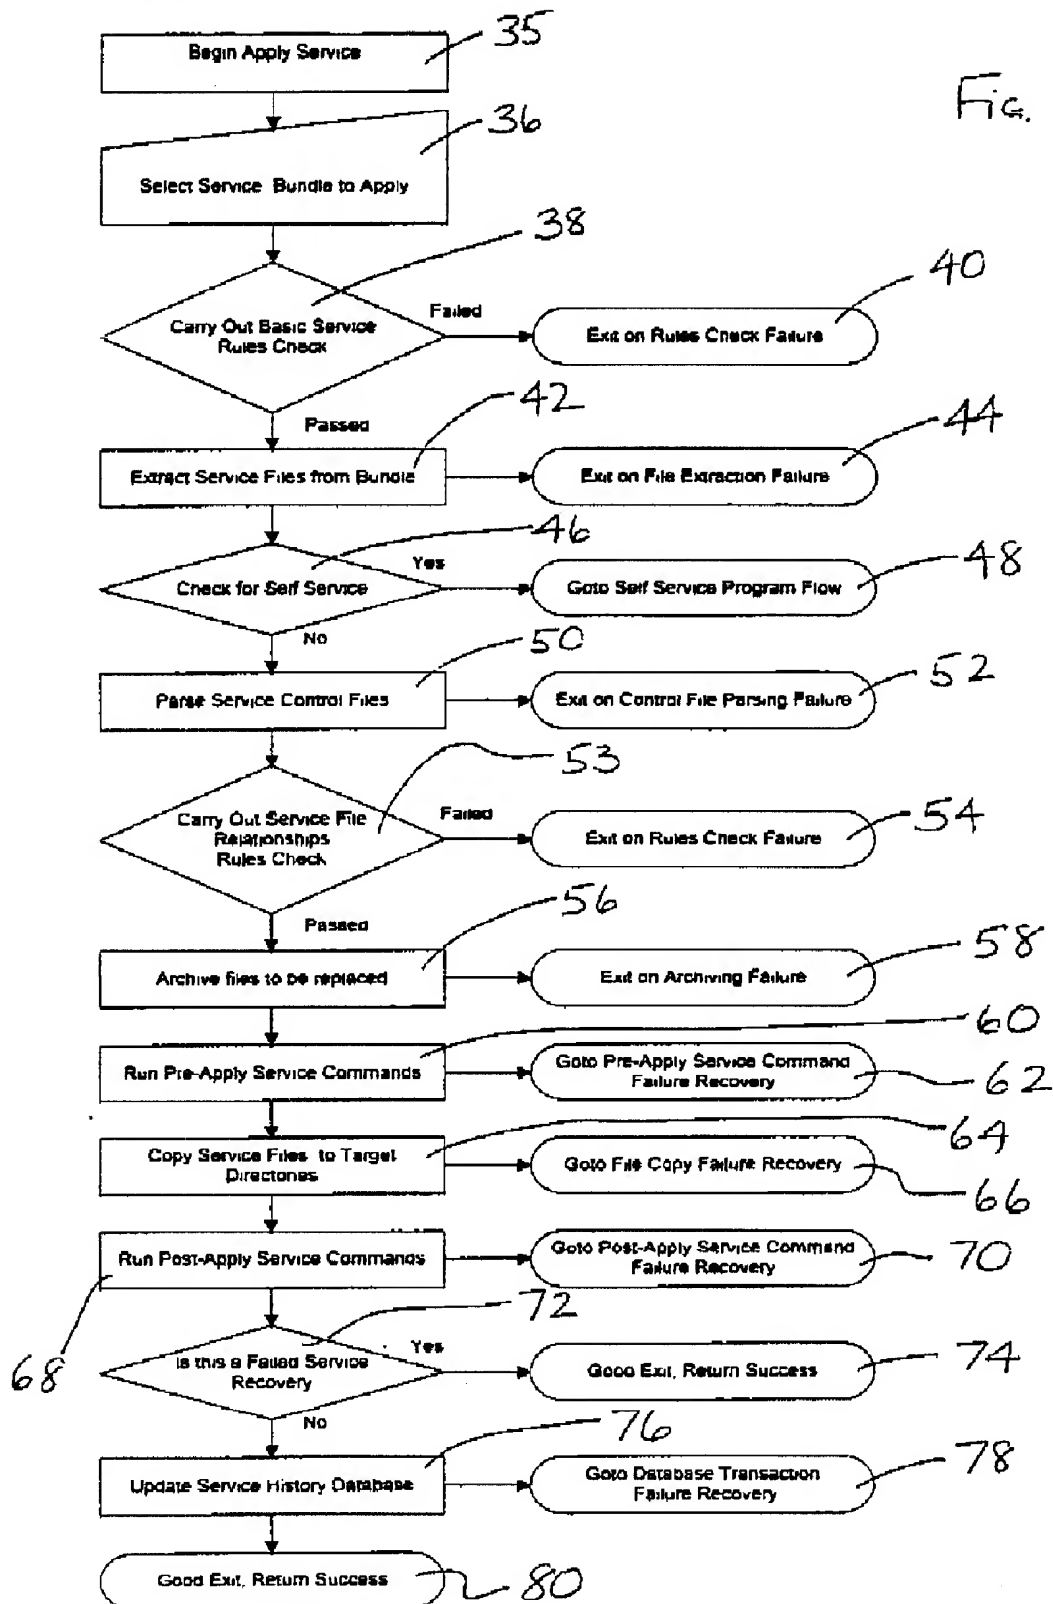 35
Begin Apply Service
Fig.
36
Select Service Bundle to Apply
38
40
Failed
Carry Out Basic Service
Rules Check
Exit on Rules Check Failure
42
44
Passed
Extract Service Files from Bundle
Exit on File Extraction Failure
46
48
Yes
Check for Self Service
Goto Self Service Program Flow
No
50
52
Parse Service Control Files
Exit on Control File Parsing Failure
53
54
Failed
Carry Out Service File
Relationships
Rules Check
Exit on Rules Check Failure
56
58
Passed
Archive files to be replaced
Exit on Archiving Failure
60
Run Pre-Apply Service Commands
Goto Pre-Apply Service Command
Failure Recovery
62
64
Copy Service Files to Target
Directories
Goto File Copy Failure Recovery
66
Run Post-Apply Service Commands
Goto Post-Apply Service Command
Failure Recovery
70
72
68
Yes
Is this a Failed Service
Recovery
Good Exit, Return Success
74
No
76
78
Update Service History Database
Goto Database Transaction
Failure Recovery
Good Exit, Return Success
80